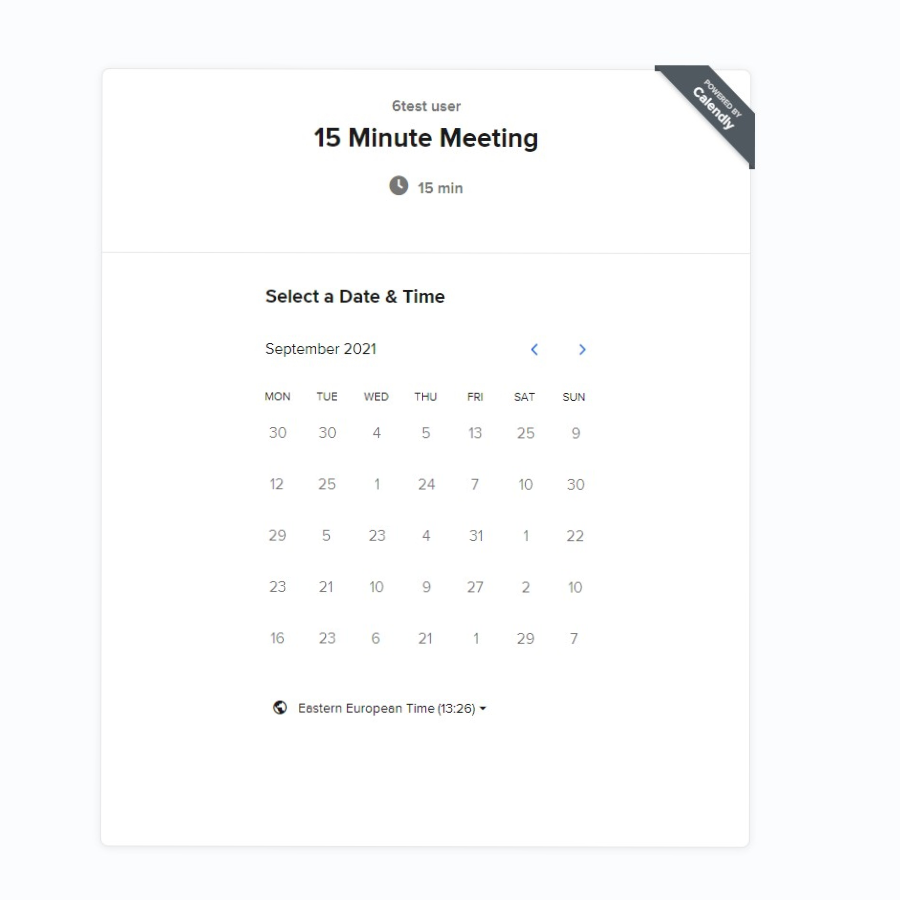 6test user
POWERED BY
Calendly
15 Minute Meeting
15 min
Select a Date & Time
September 2021
MON TUE WED THU FRI SAT SUN
30 30 4 5 13 25 9
12 25 1 24 7 10 30
29 5 23 4 31 1 22
23 21 10 9 27 2 10
16 23 6 21 1 29 7
Eastern European Time (13:26)